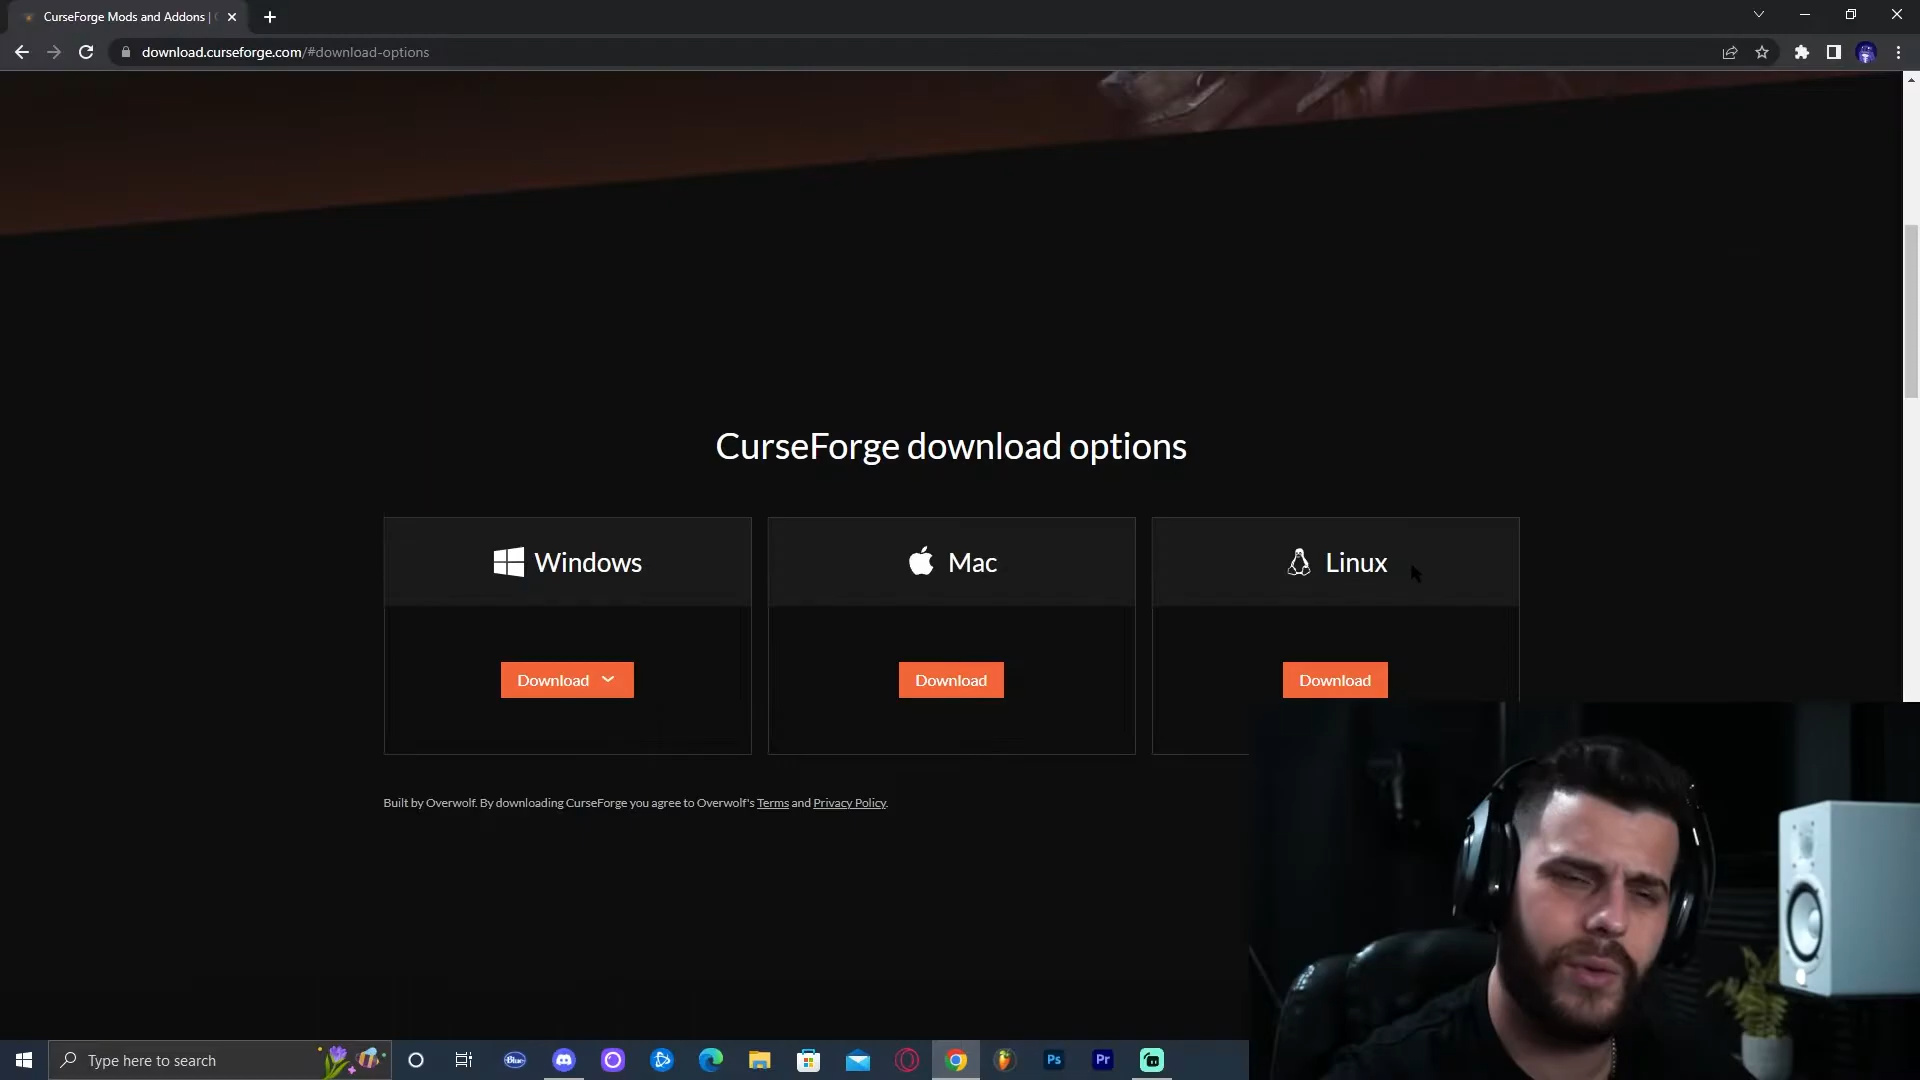 CurseForge Mods and Addons |
download.curseforge.com/#download-options
CurseForge download options
Windows
Mac
Linux
Download
Download
Download
Built by Overwolf. By downloading CurseForge you agree to Overwolf's Terms and Privacy Policy.
Type here to search
Blue
Ps
Pr